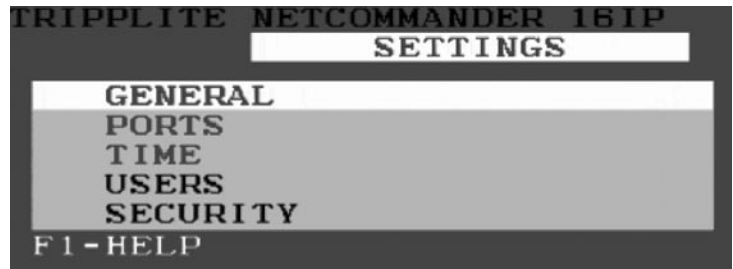 TRIPPLITE NETCOMMANDER 16IP
SETTINGS
GENERAL
PORTS
TIME
USERS
SECURITY
F1-HELP